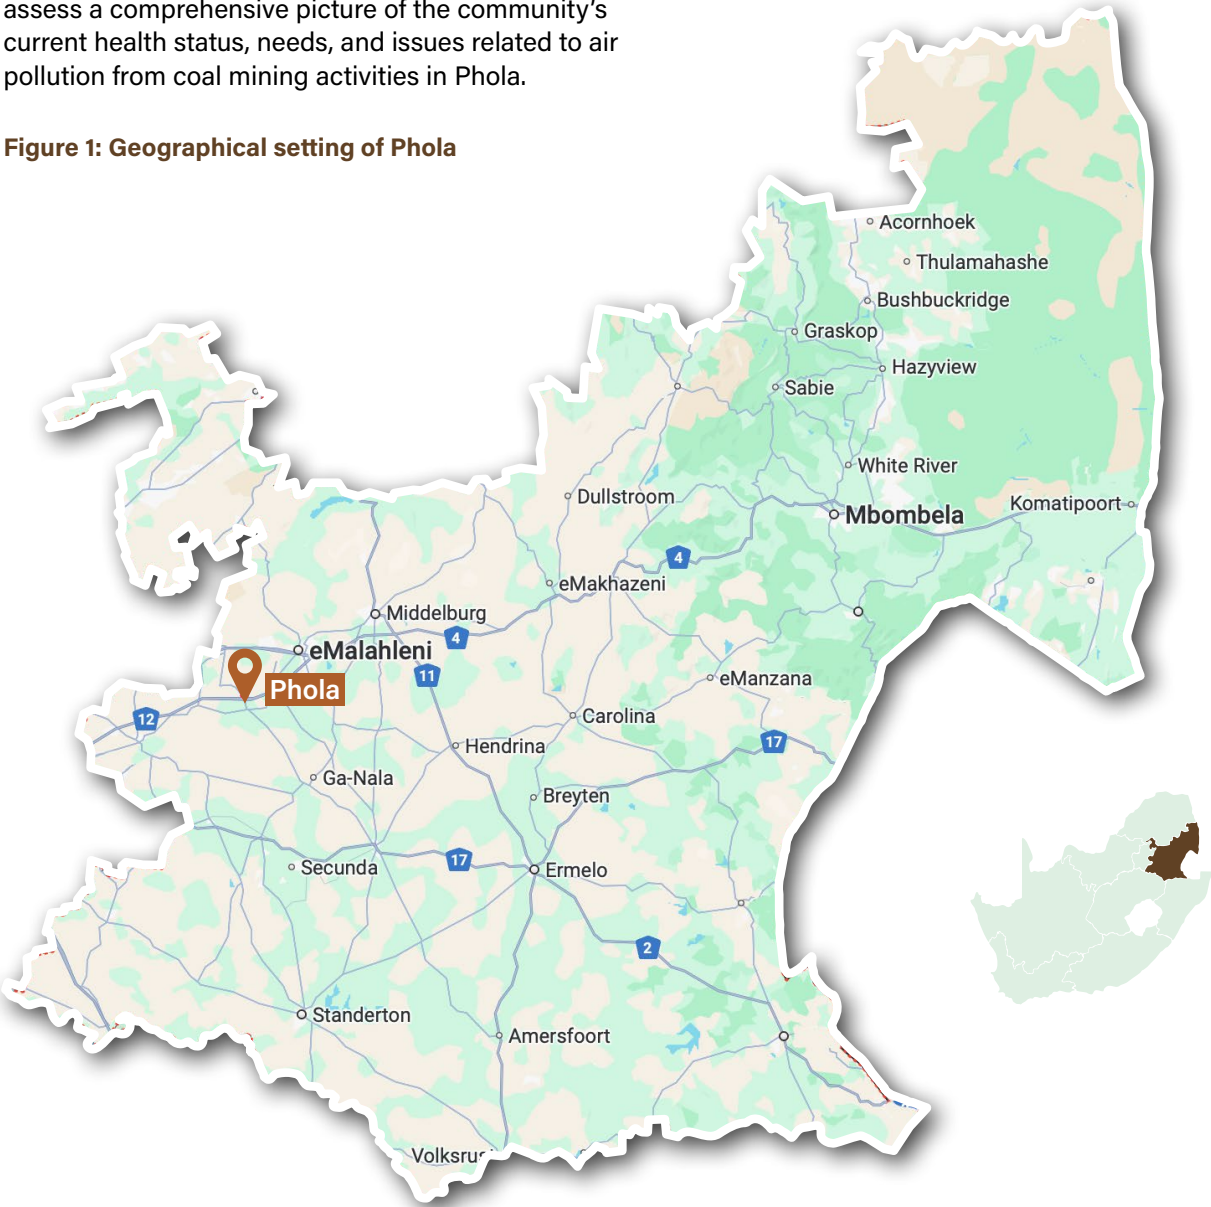 assess a comprehensive picture of the community’s
current health status, needs, and issues related to air
pollution from coal mining activities in Phola.
Figure 1: Geographical setting of Phola
Acornhoek
Thulamahashe
Bushbuckridge
Graskop
Hazyview
Sabie
White River
Dullstroom
Komatipoort
Mbombela
4
eMakhazeni
Middelburg
4
eMalahleni
11
eManzana
Phola
12
Carolina
17
Hendrina
Ga-Nala
Breyten
17
Secunda
Ermelo
2
Standerton
Amersfoort